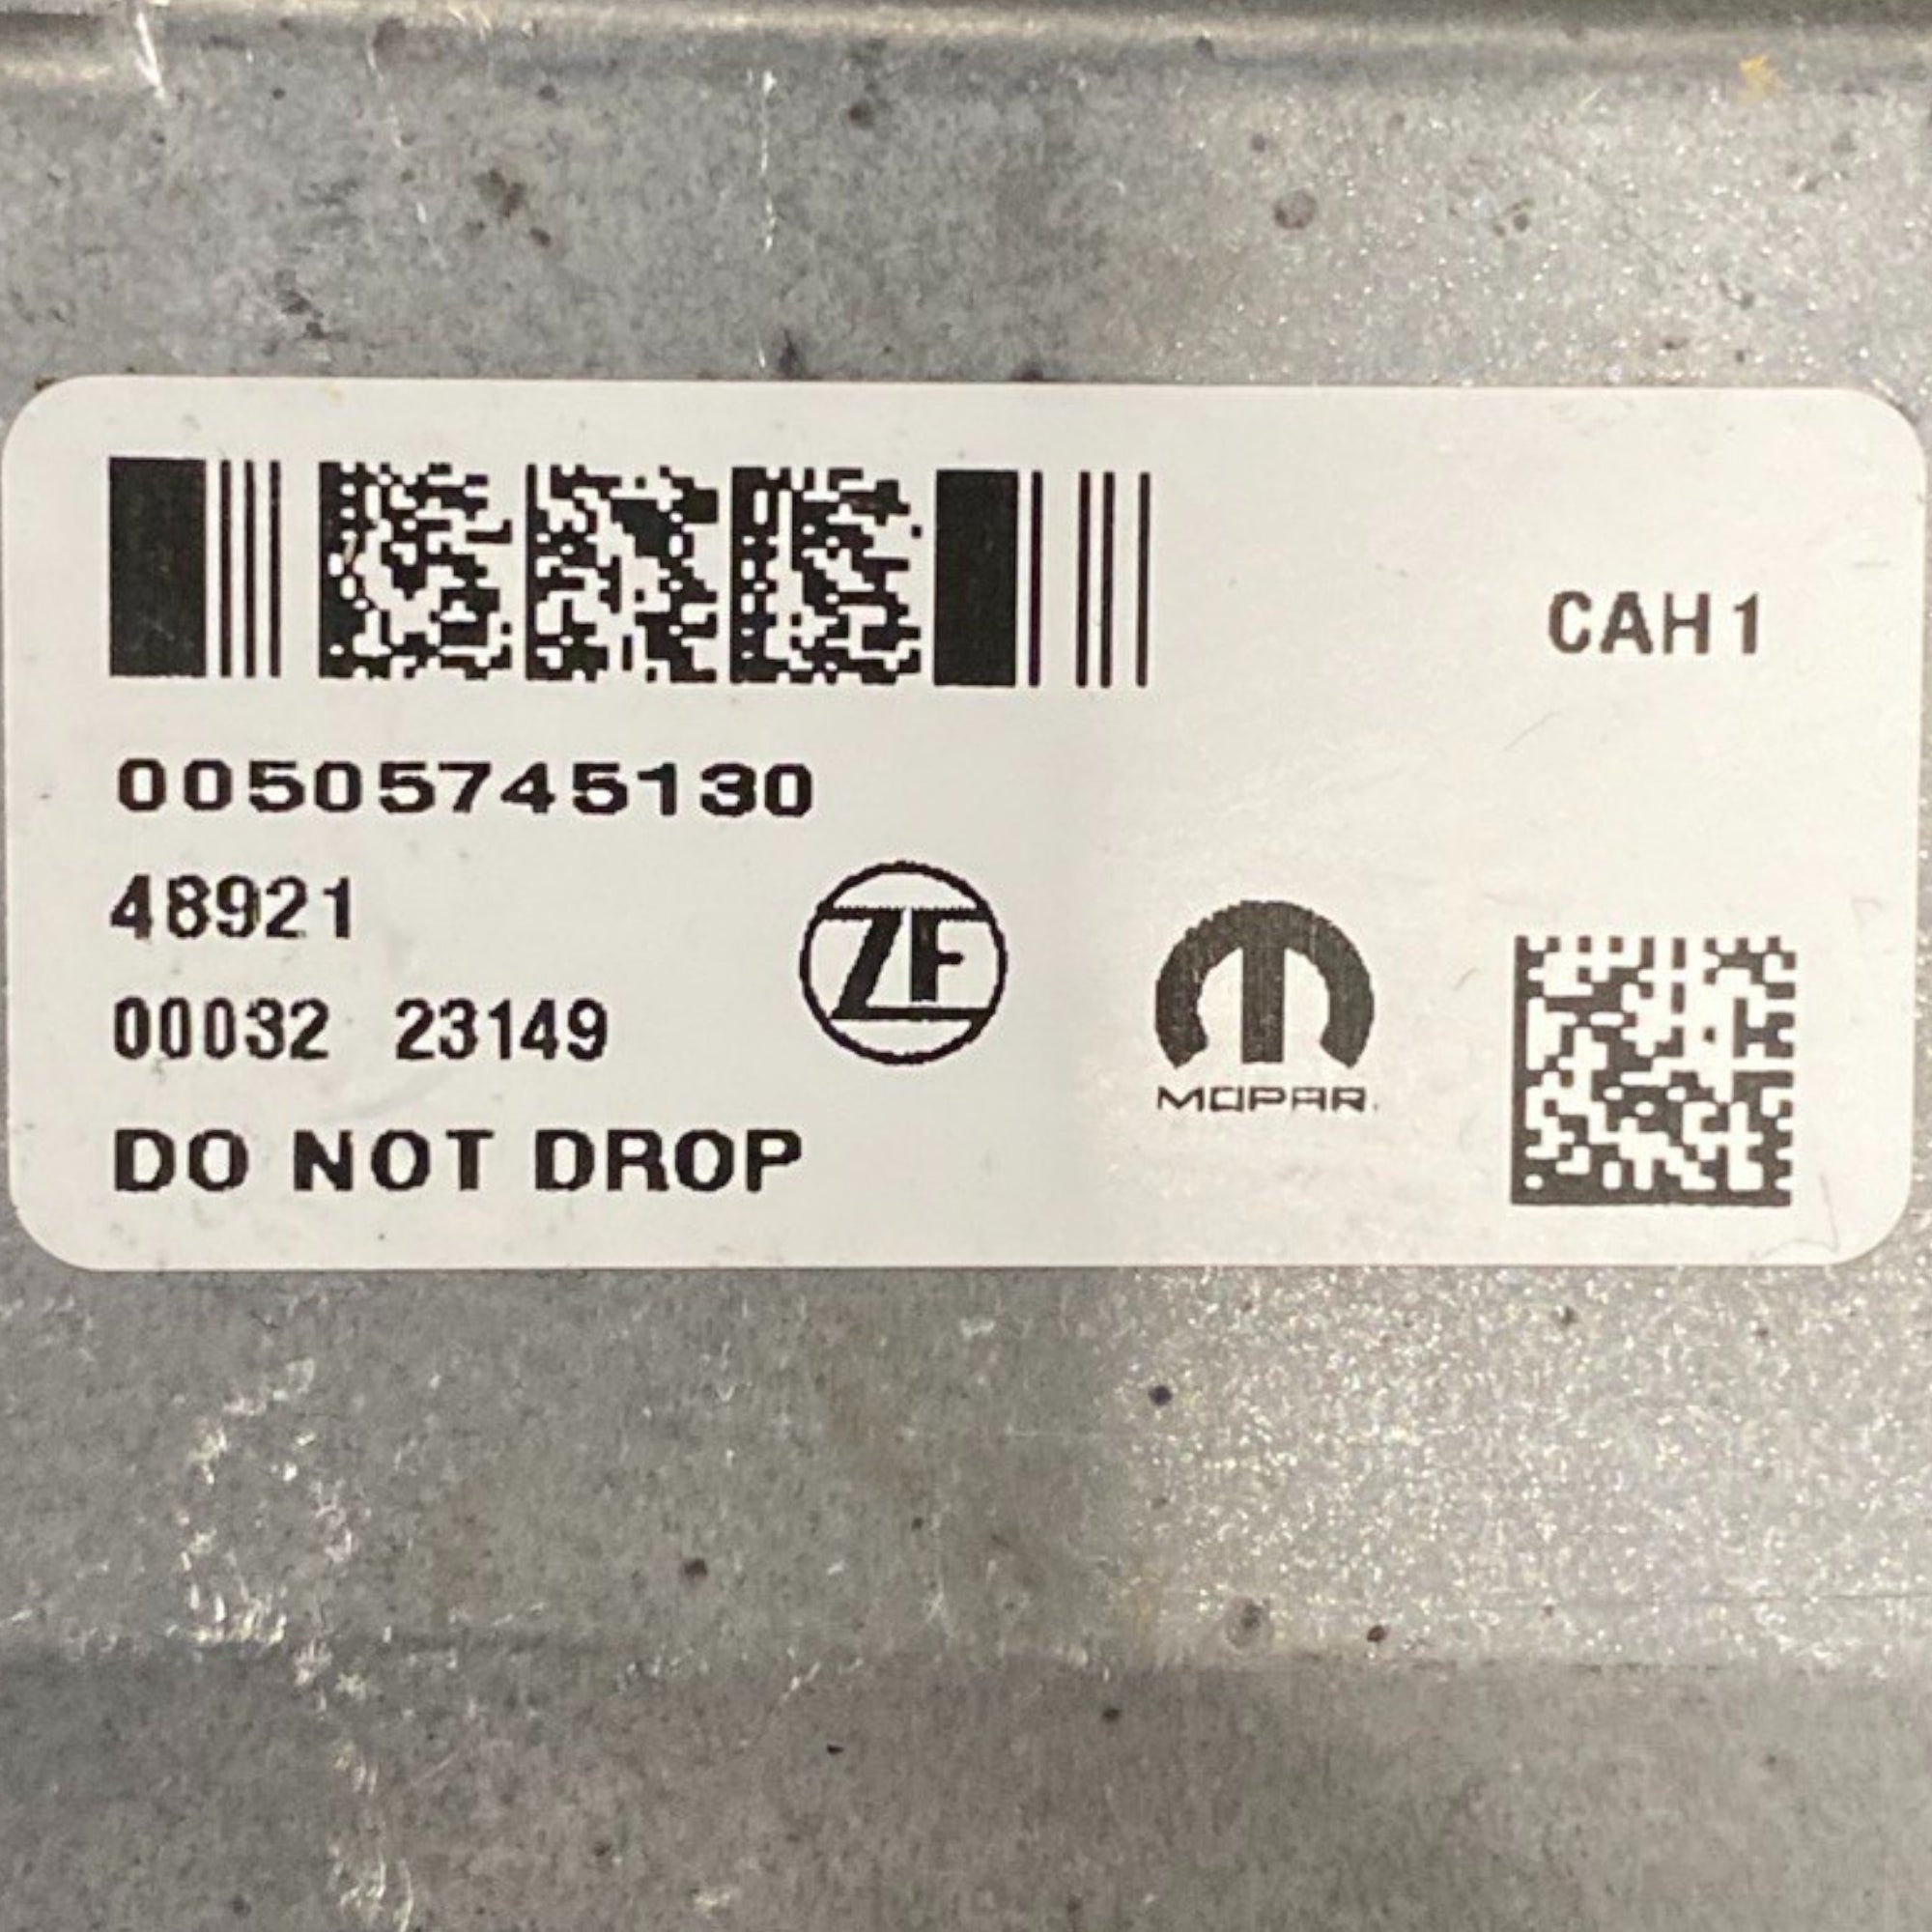 CAH1
00505745130
48921
00032 23149
ZF
MOPAR
DO NOT DROP